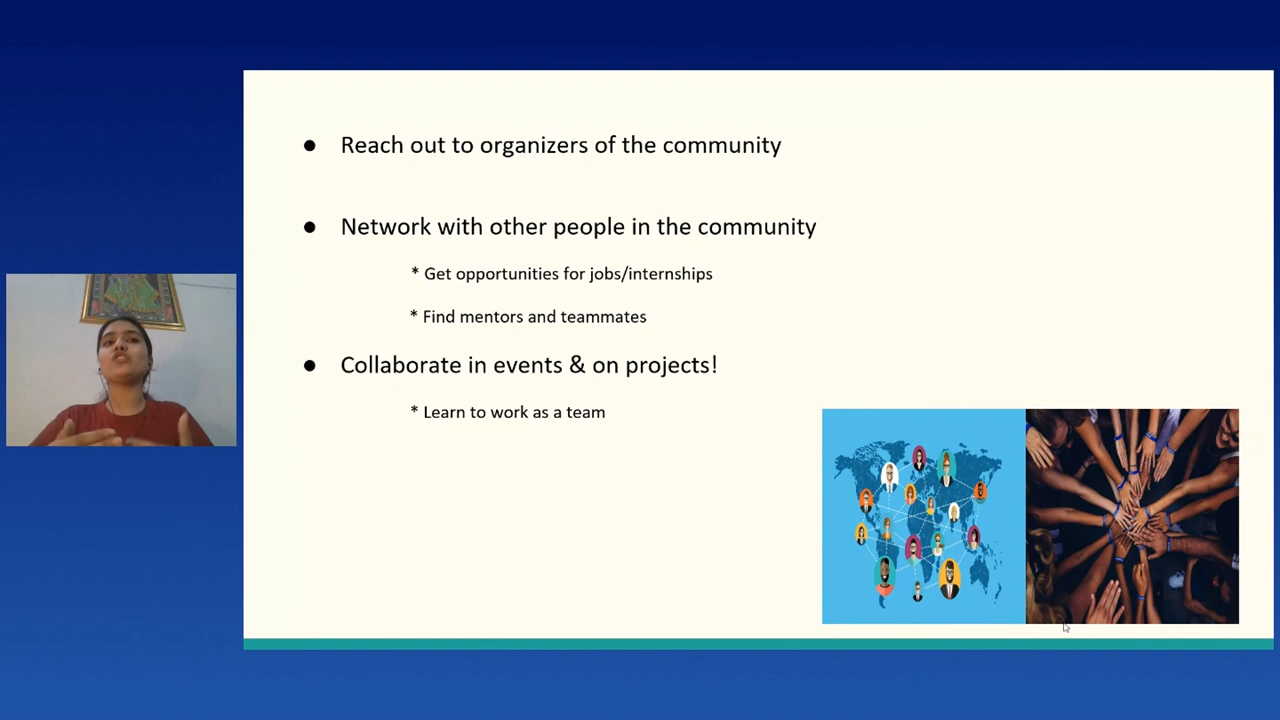 ● Reach out to organizers of the community
● Network with other people in the community
* Get opportunities for jobs/internships
* Find mentors and teammates
● Collaborate in events & on projects!
* Learn to work as a team